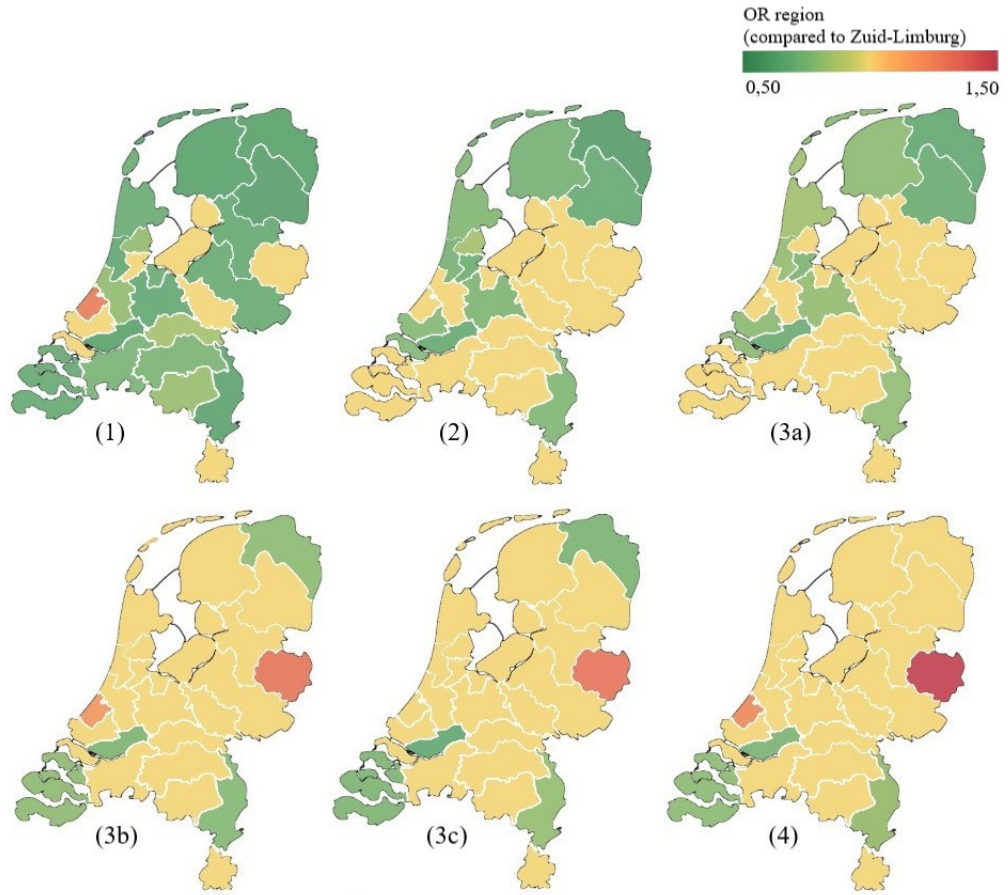 OR region
(compared to Zuid-Limburg)
0,50 1,50
(1) (2) (3a)
(3b) (3c) (4)